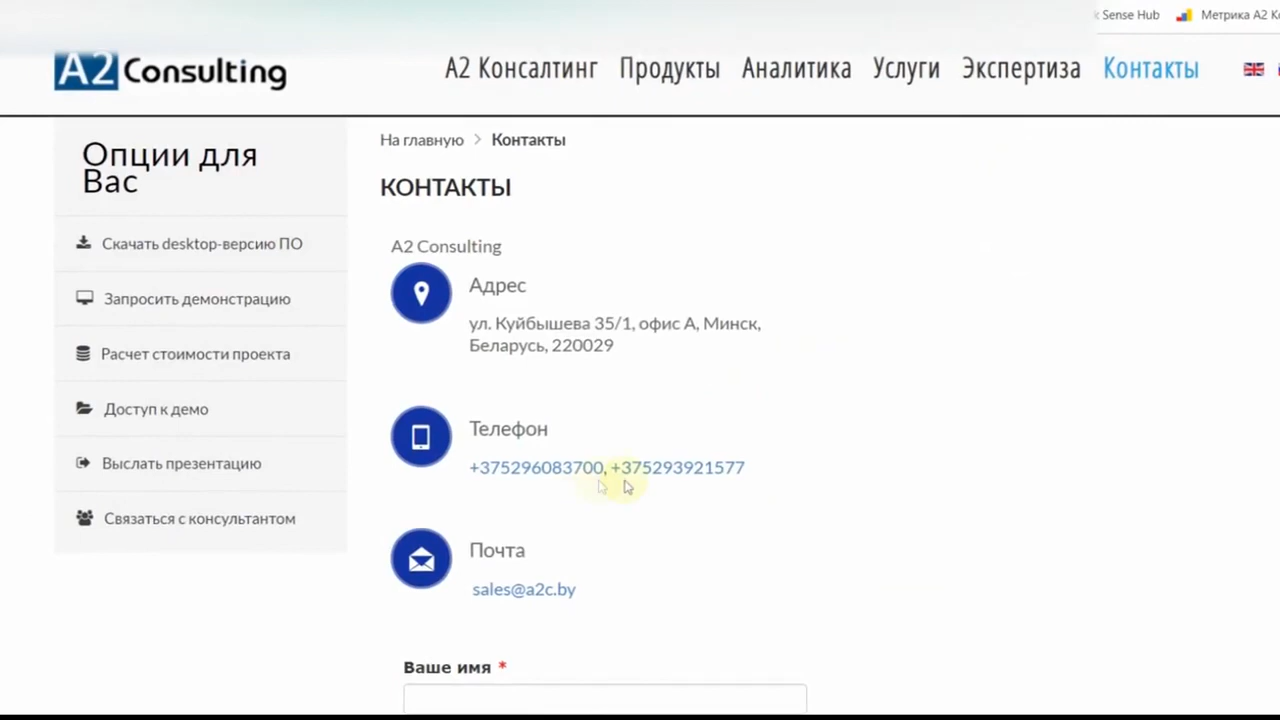 Sense Hub
Метрика А2
A2 Consulting
А2 Консалтинг Продукты Аналитика Услуги Экспертиза Контакты
Опции для
Вас
Скачать desktop-версию ПО
Запросить демонстрацию
Расчет стоимости проекта
Доступ к демо
Выслать презентацию
Связаться с консультантом
На главную > Контакты
КОНТАКТЫ
A2 Consulting
Адрес
ул. Куйбышева 35/1, офис А, Минск,
Беларусь, 220029
Телефон
+375296083700, +375293921577
Почта
sales@a2c.by
Ваше имя *